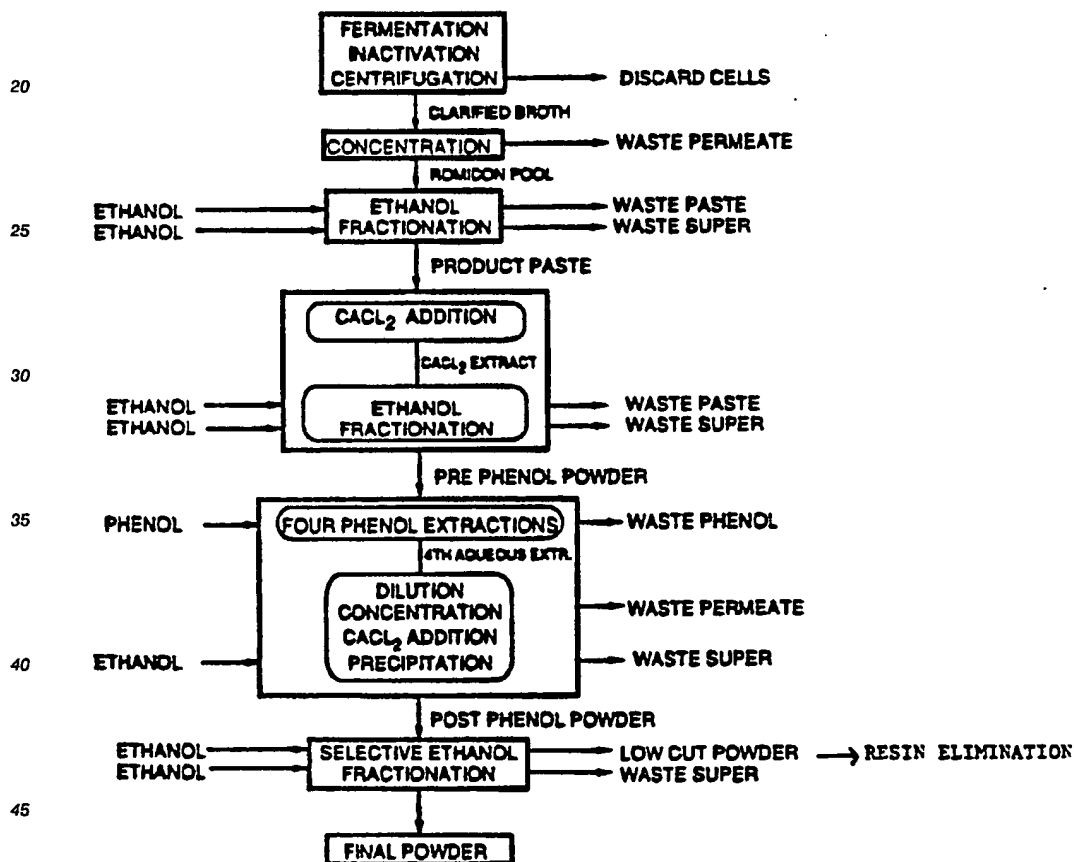 FERMENTATION
INACTIVATION
20 CENTRIFUGATION DISCARD CELLS
CLARIFIED BROTH
CONCENTRATION WASTE PERMEATE
ROMICON POOL
ETHANOL ETHANOL WASTE PASTE
25 ETHANOL FRACTIONATION WASTE SUPER
PRODUCT PASTE
CACL2 ADDITION
CACL2 EXTRACT
30
ETHANOL ETHANOL WASTE PASTE
ETHANOL FRACTIONATION WASTE SUPER
PRE PHENOL POWDER
35 PHENOL FOUR PHENOL EXTRACTIONS WASTE PHENOL
4TH AQUEOUS EXTR.
DILUTION
CONCENTRATION WASTE PERMEATE
CACL2 ADDITION
40 ETHANOL PRECIPITATION WASTE SUPER
POST PHENOL POWDER
ETHANOL SELECTIVE ETHANOL LOW CUT POWDER RESIN ELIMINATION
ETHANOL FRACTIONATION WASTE SUPER
45
FINAL POWDER